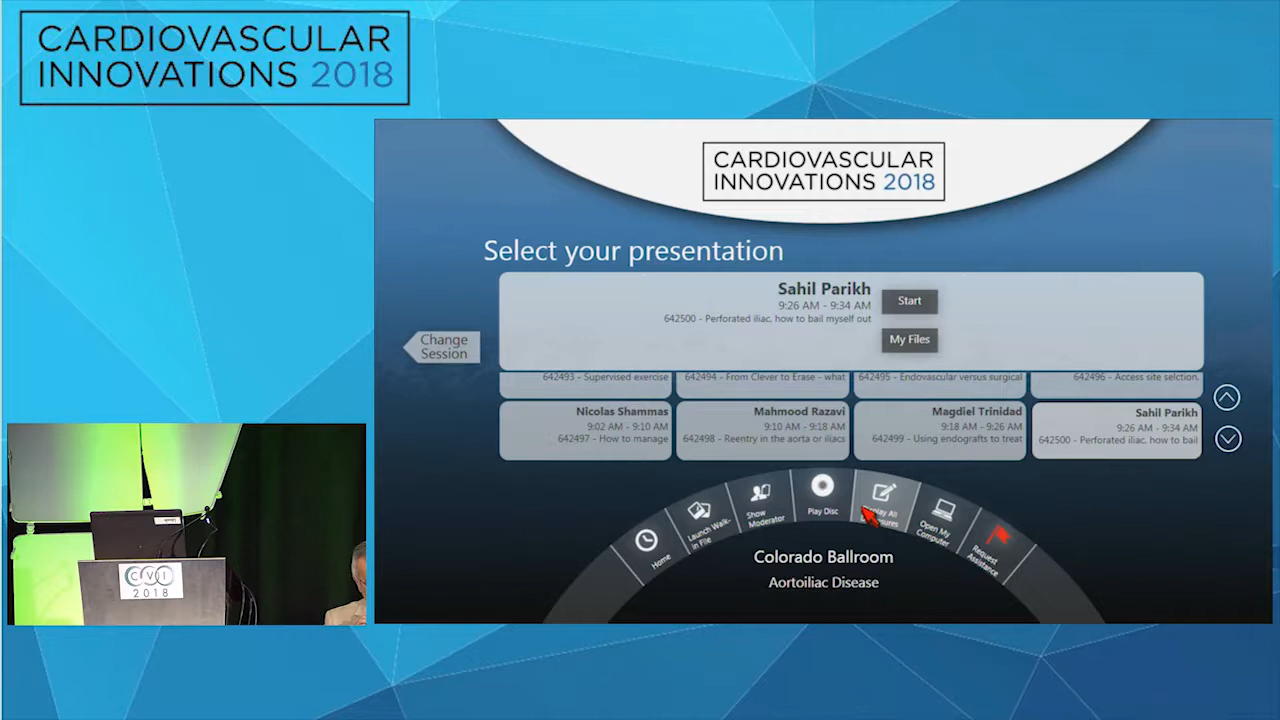 CARDIOVASCULAR
INNOVATIONS 2018
CARDIOVASCULAR
INNOVATIONS 2018
Select your presentation
Sahil Parikh
9:26 AM - 9:34 AM
642500 - Perforated iliac, how to bail myself out
Start
My Files
Change
Session
642493 - Supervised exercise
642494 - From Clever to Erase - what
642495 - Endovascular versus surgical
642496 - Access site selction.
Nicolas Shammas
9:02 AM - 9:10 AM
642497 - How to manage
Mahmood Razavi
9:10 AM - 9:18 AM
642498 - Reentry in the aorta or iliacs
Magdiel Trinidad
9:18 AM - 9:26 AM
642499 - Using endografts to treat
Sahil Parikh
9:26 AM - 9:34 AM
642500 - Perforated iliac, how to bail
Home
Launch Walk-
in File
Show
Moderator
Play Disc
All
Open My
Computer
Request
Assistance
Colorado Ballroom
Aortoiliac Disease
CVI
2018